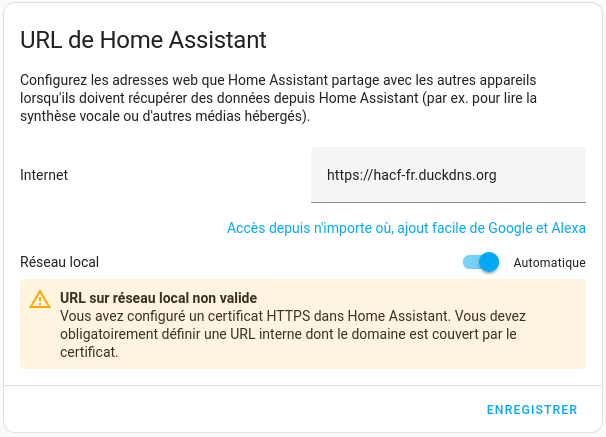 URL de Home Assistant
Configurez les adresses web que Home Assistant partage avec les autres appareils
lorsqu'ils doivent récupérer des données depuis Home Assistant (par ex. pour lire la
synthèse vocale ou d'autres médias hébergés).
Internet
https://hacf-fr.duckdns.org
Accès depuis n'importe où, ajout facile de Google et Alexa
Réseau local
Automatique
URL sur réseau local non valide
Vous avez configuré un certificat HTTPS dans Home Assistant. Vous devez
obligatoirement définir une URL interne dont le domaine est couvert par le
certificat.
ENREGISTRER